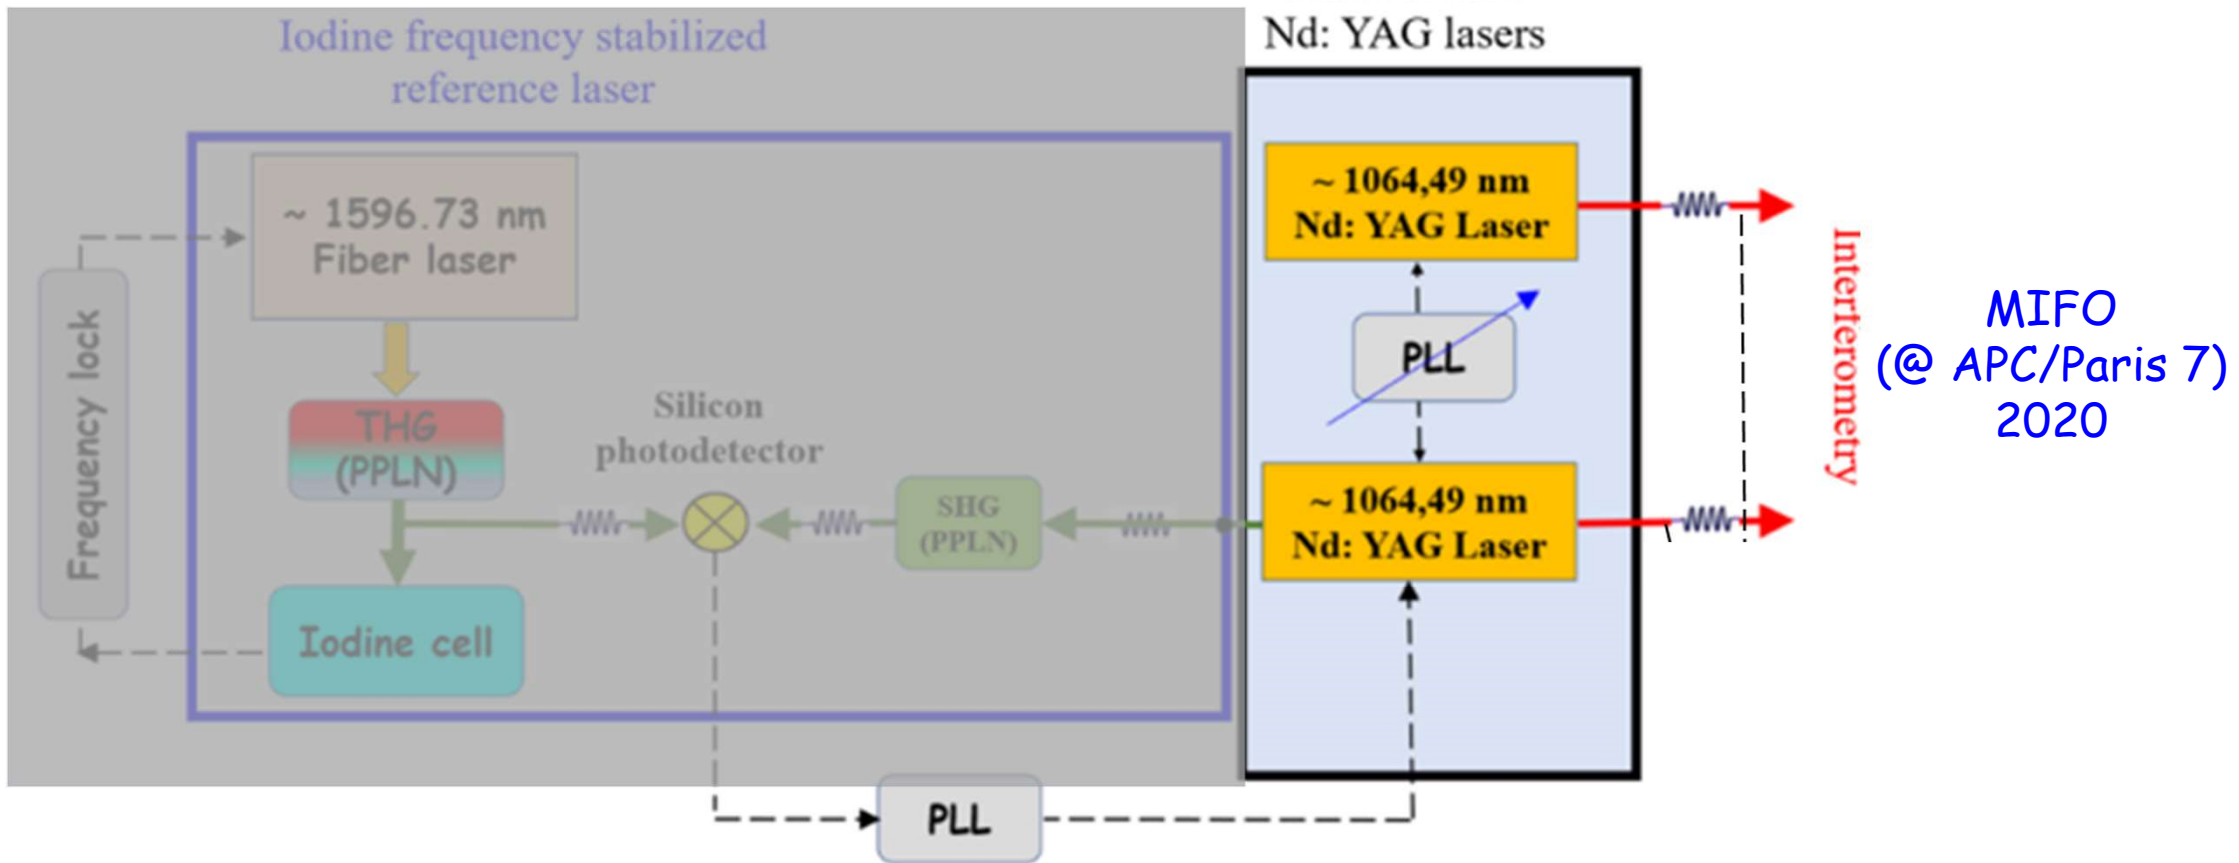 Iodine frequency stabilized
reference laser
Nd: YAG lasers
~ 1596.73 nm
Fiber laser
Frequency lock
THG
(PPLN)
Iodine cell
Silicon
photodetector
SHG
(PPLN)
~ 1064,49 nm
Nd: YAG Laser
PLL
~ 1064,49 nm
Nd: YAG Laser
PLL
Interferometry
MIFO
(@ APC/Paris 7)
2020